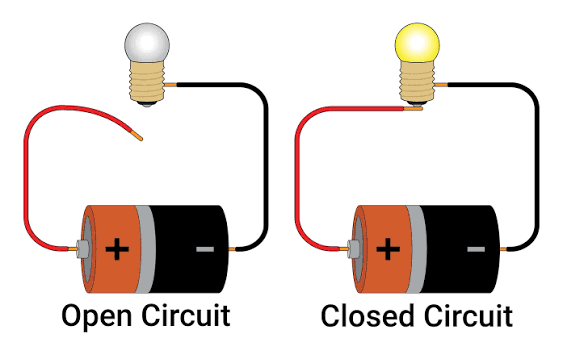 + −
+ −
Open Circuit
Closed Circuit